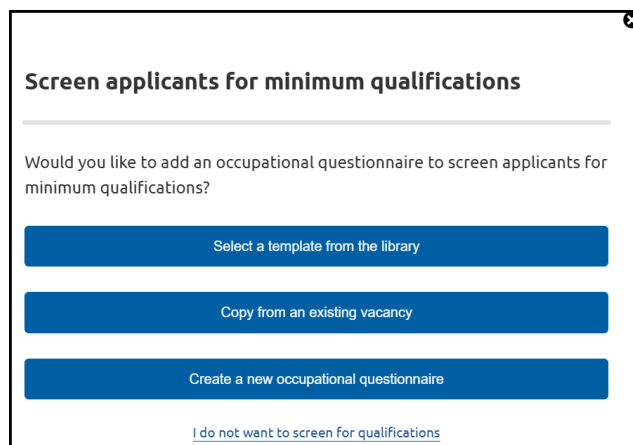 Screen applicants for minimum qualifications
Would you like to add an occupational questionnaire to screen applicants for
minimum qualifications?
Select a template from the library
Copy from an existing vacancy
Create a new occupational questionnaire
I do not want to screen for qualifications